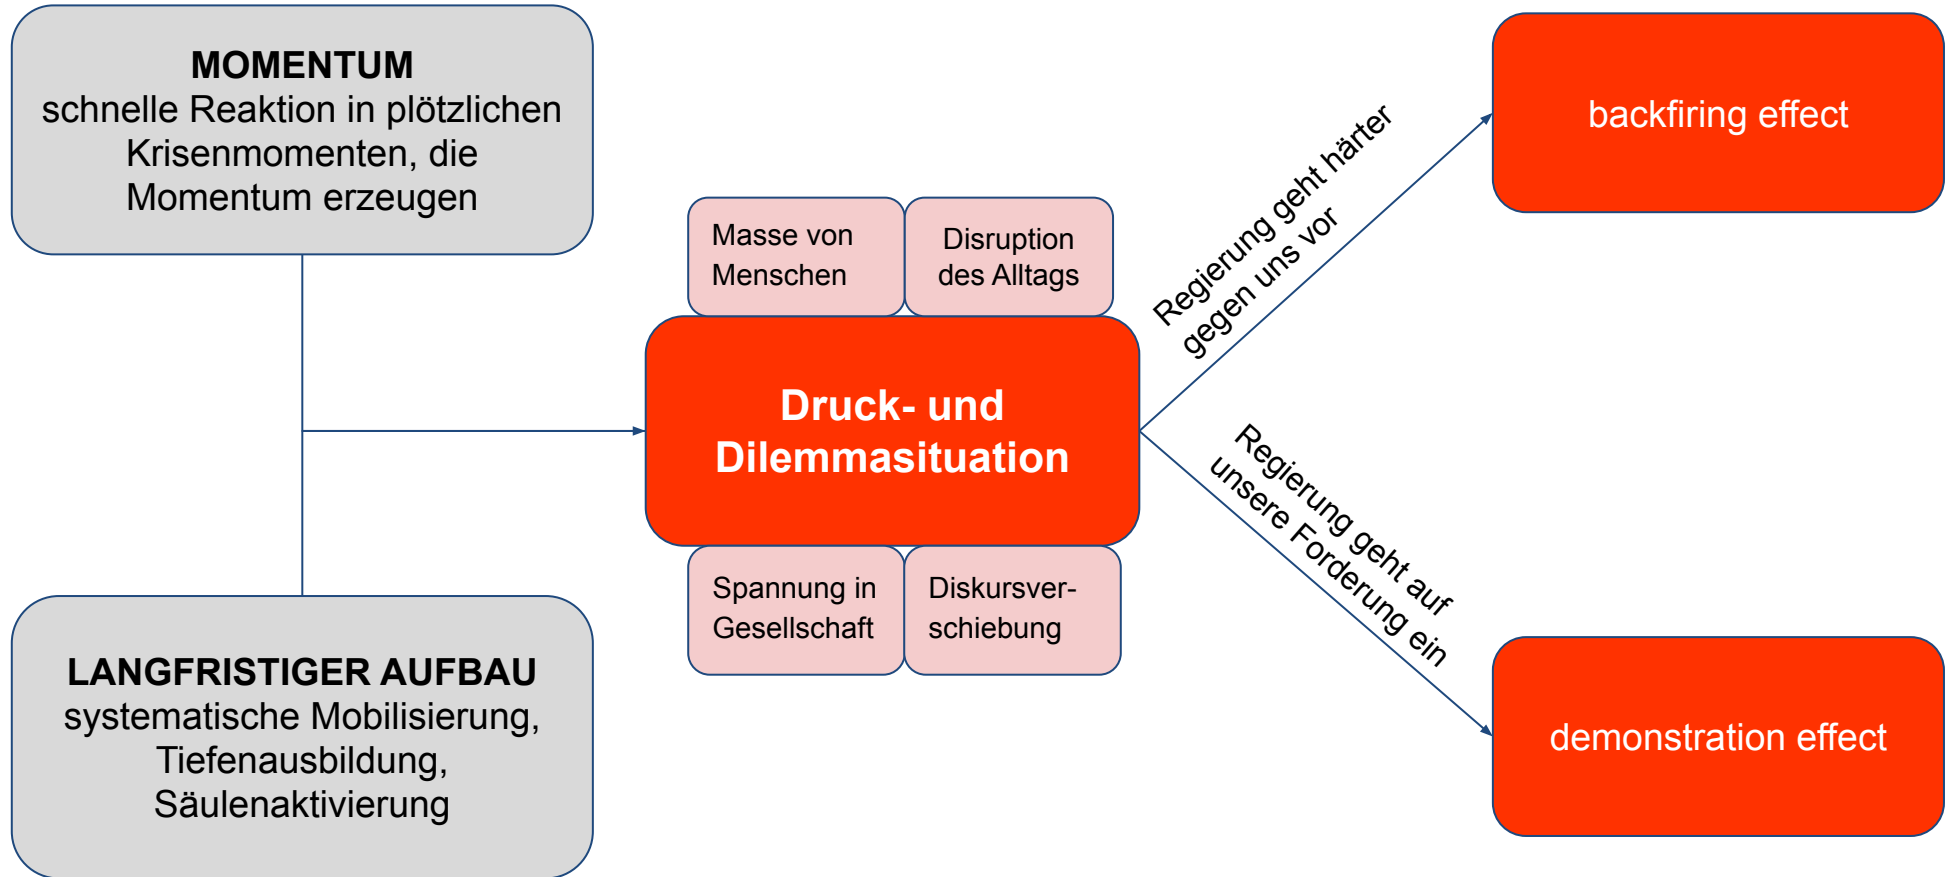 MOMENTUM
schnelle Reaktion in plötzlichen
Krisenmomenten, die
Momentum erzeugen
LANGFRISTIGER AUFBAU
systematische Mobilisierung,
Tiefenausbildung,
Säulenaktivierung
Masse von
Menschen
Disruption
des Alltags
Druck- und
Dilemmasituation
Spannung in
Gesellschaft
Diskursver-
schiebung
Regierung geht härter
gegen uns vor
Regierung geht auf
unsere Forderung ein
backfiring effect
demonstration effect